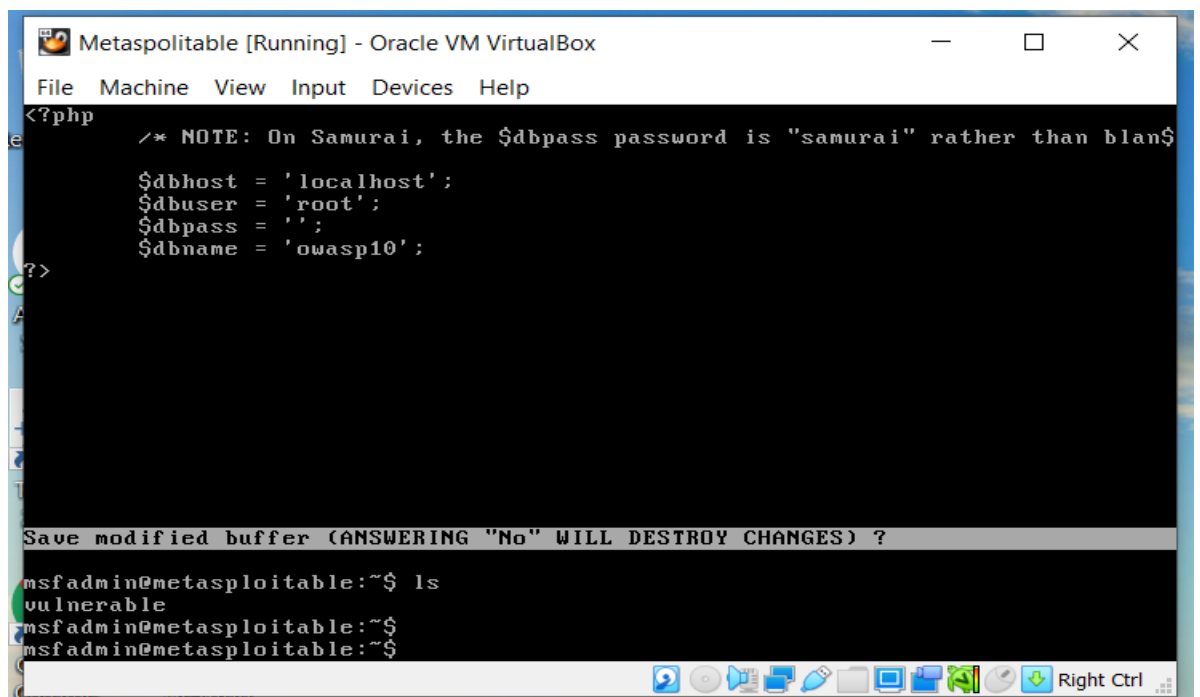 Metaspolitable [Running] - Oracle VM VirtualBox
File Machine View Input Devices Help
<?php
/* NOTE: On Samurai, the $dbpass password is "samurai" rather than blan$
$dbhost = 'localhost';
$dbuser = 'root';
$dbpass = '';
$dbname = 'owasp10';
?>
Save modified buffer (ANSWERING "No" WILL DESTROY CHANGES) ?
msfadmin@metasploitable:~$ ls
vulnerable
msfadmin@metasploitable:~$
msfadmin@metasploitable:~$
Right Ctrl